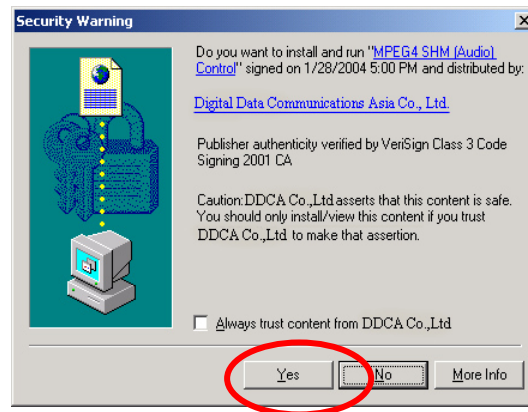 Security Warning
Do you want to install and run "MPEG4 SHM (Audio)
Control" signed on 1/28/2004 5:00 PM and distributed by:
Digital Data Communications Asia Co., Ltd.
Publisher authenticity verified by VeriSign Class 3 Code
Signing 2001 CA
Caution:DDCA Co.,Ltd asserts that this content is safe.
You should only install/view this content if you trust
DDCA Co.,Ltd to make that assertion.
Always trust content from DDCA Co.,Ltd
Yes No More Info